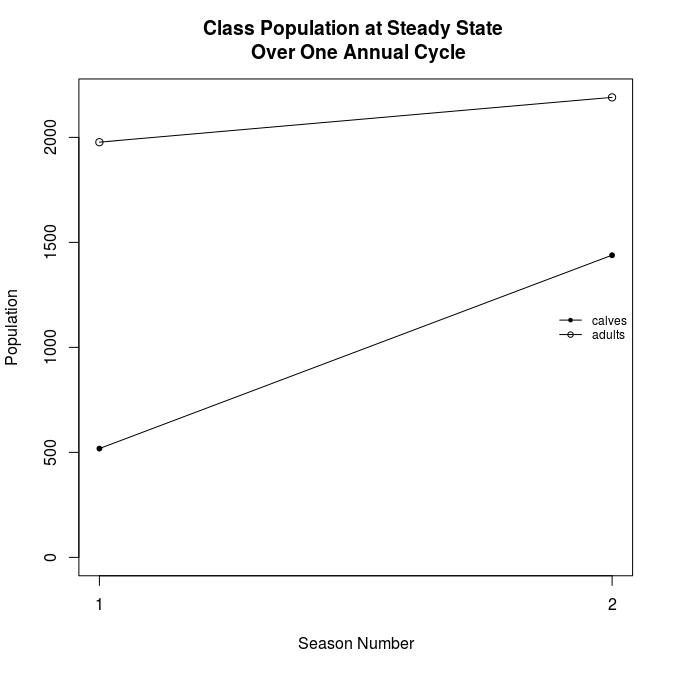 Class Population at Steady State
Over One Annual Cycle
Population
2000
1500
1000
500
0
calves
adults
1
2
Season Number